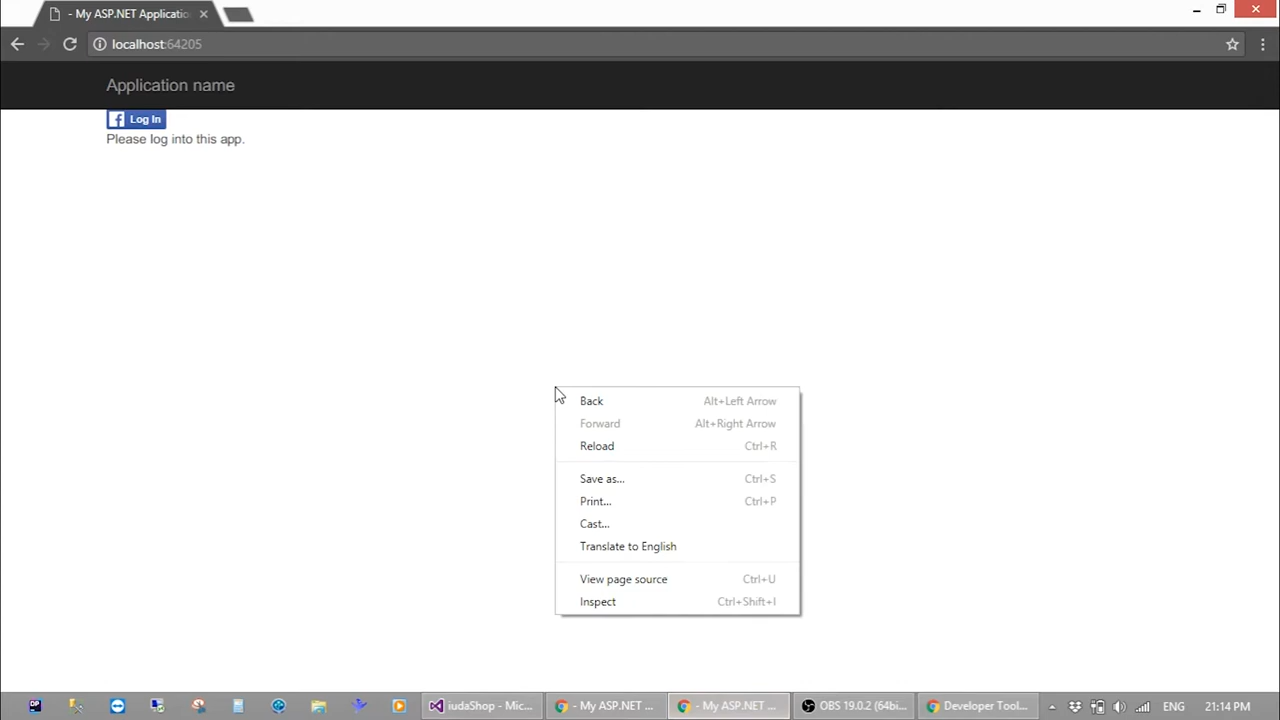 - My ASP.NET Applicatio
localhost:64205
Application name
Log In
Please log into this app.
Back Alt+Left Arrow
Forward Alt+Right Arrow
Reload Ctrl+R
Save as... Ctrl+S
Print... Ctrl+P
Cast...
Translate to English
View page source Ctrl+U
Inspect Ctrl+Shift+I
DP
iudaShop - Mic...
- My ASP.NET ...
- My ASP.NET ...
OBS 19.0.2 (64bi...
Developer Tool...
ENG
21:14 PM